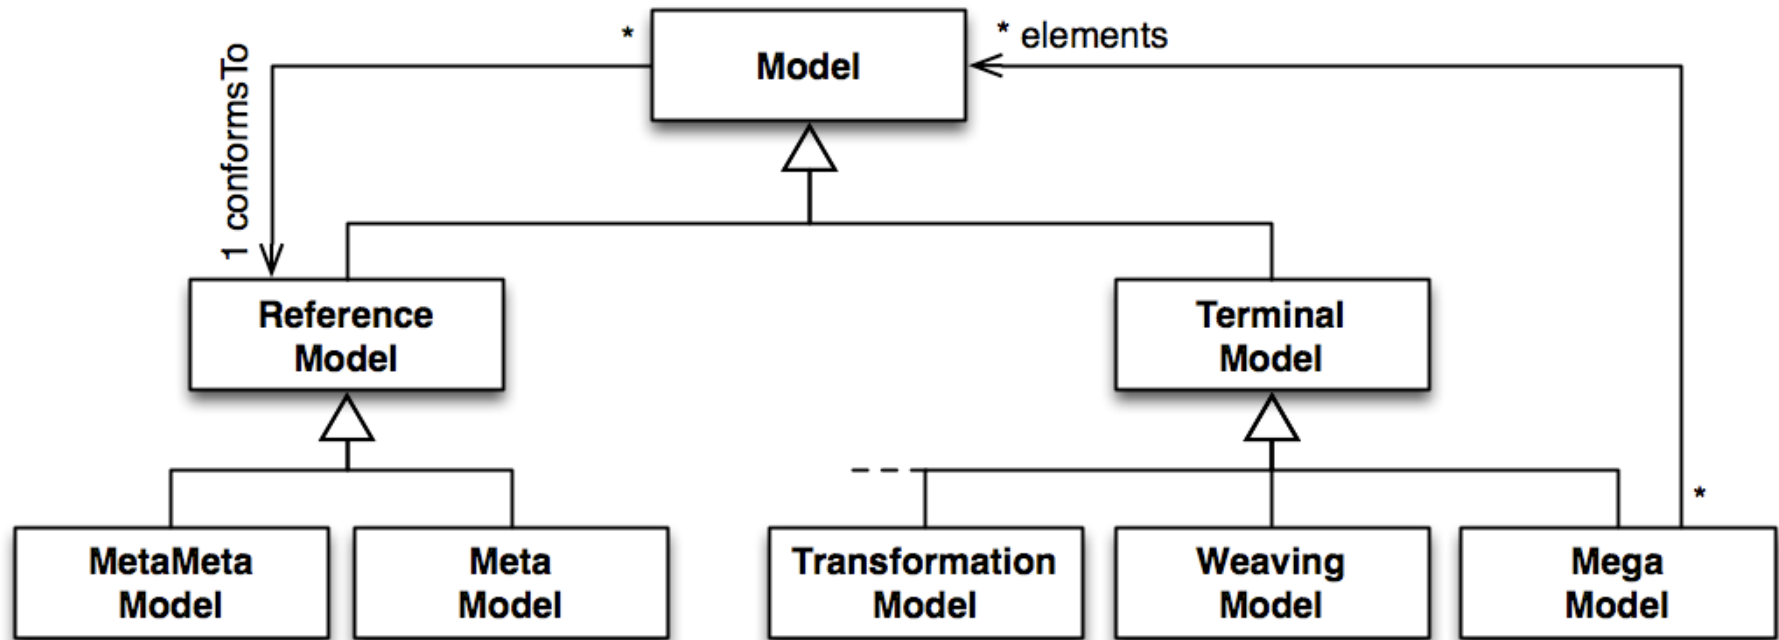 *
Model
* elements
1 conformsTo
Reference
Model
Terminal
Model
*
MetaMeta
Model
Meta
Model
Transformation
Model
Weaving
Model
Mega
Model